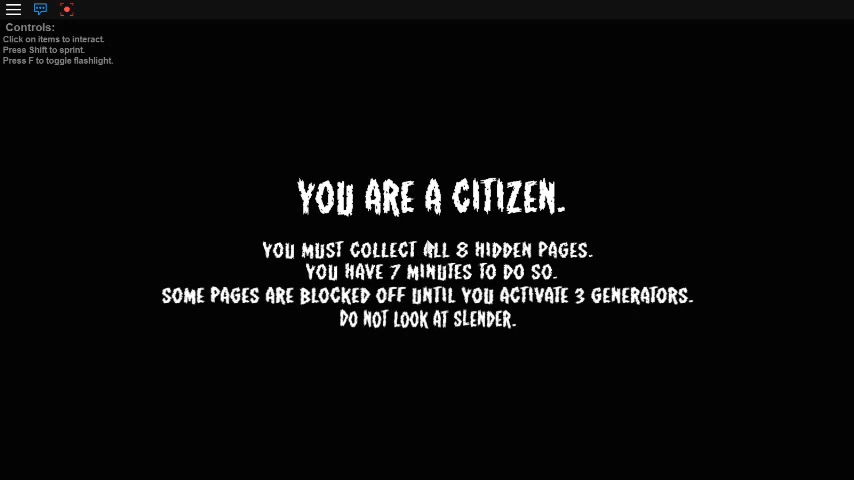 Controls:
Click on items to interact.
Press Shift to sprint.
Press F to toggle flashlight.
YOU ARE A CITIZEN.
YOU MUST COLLECT ALL 8 HIDDEN PAGES.
YOU HAVE 7 MINUTES TO DO SO.
SOME PAGES ARE BLOCKED OFF UNTIL YOU ACTIVATE 3 GENERATORS.
DO NOT LOOK AT SLENDER.